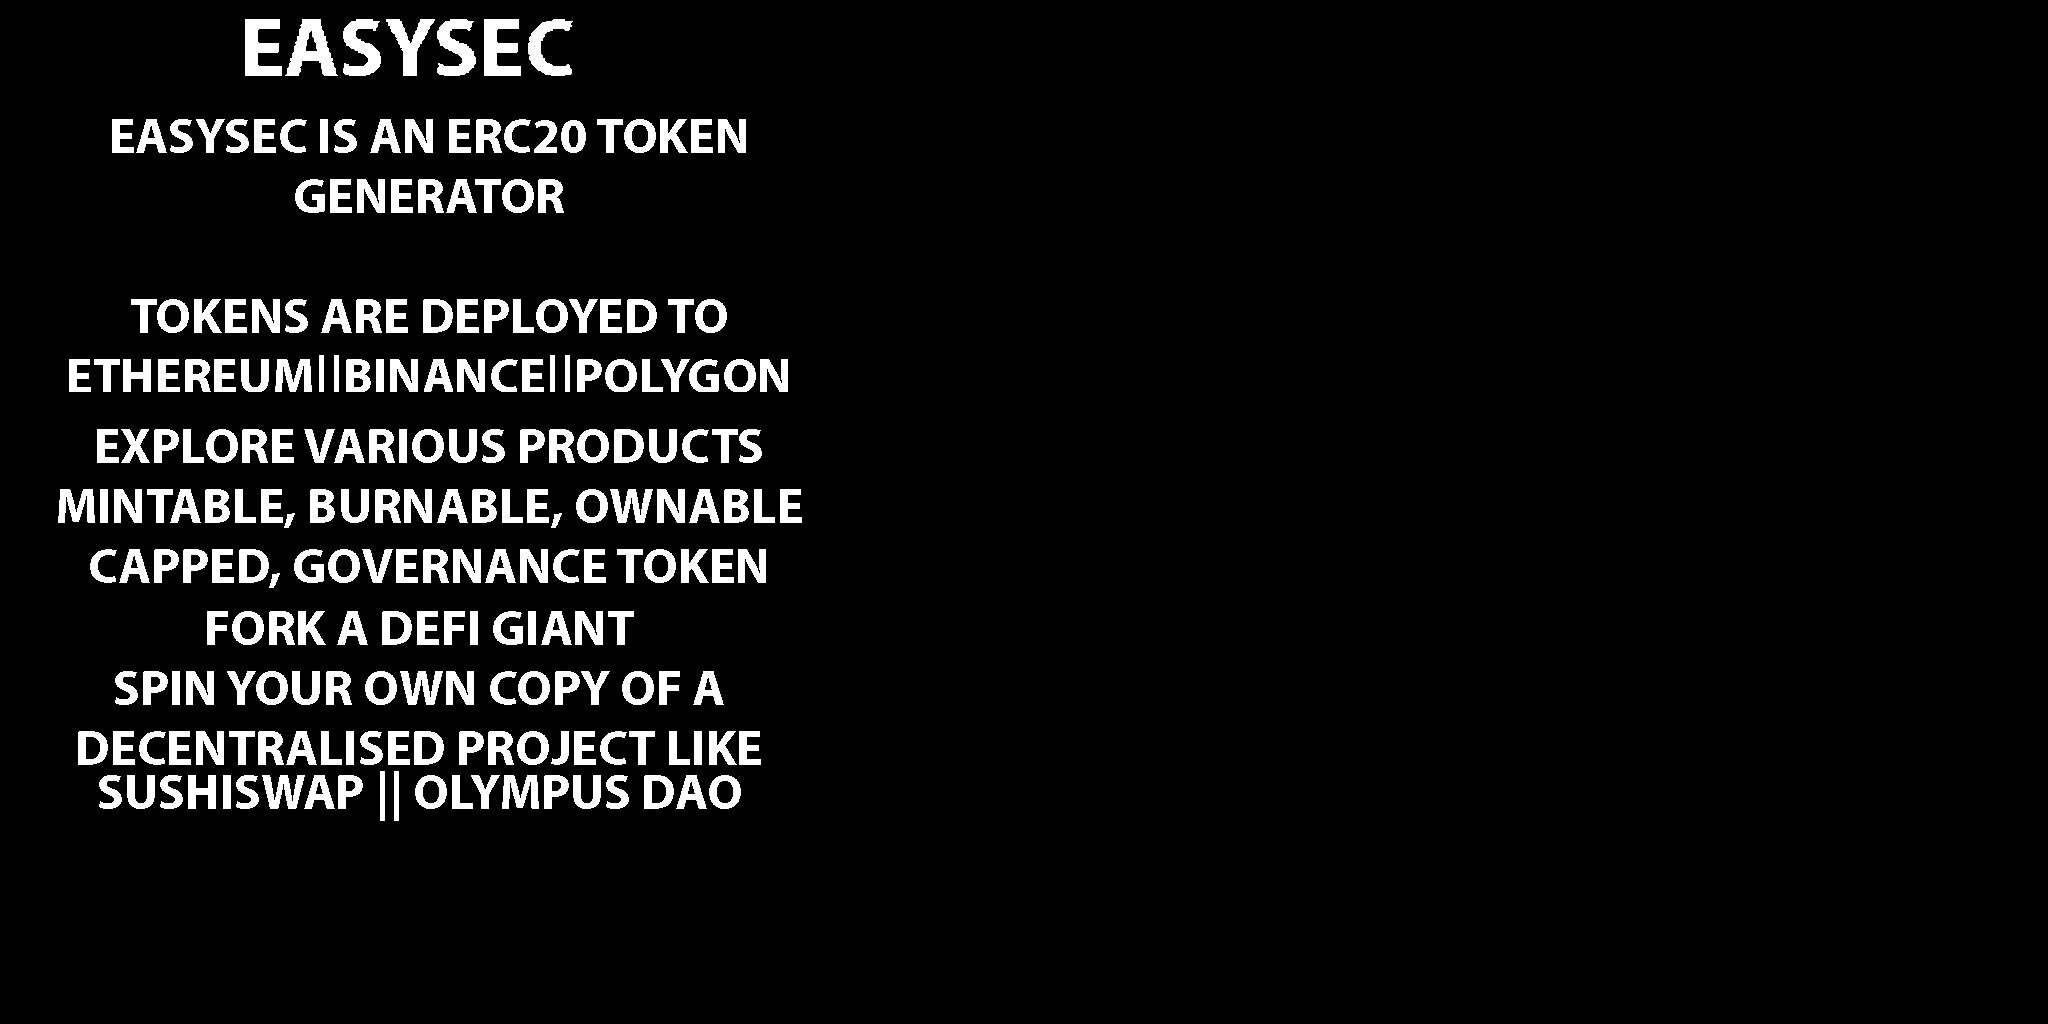 EASYSEC
EASYSEC IS AN ERC20 TOKEN
GENERATOR
TOKENS ARE DEPLOYED TO
ETHEREUM||BINANCE||POLYGON
EXPLORE VARIOUS PRODUCTS
MINTABLE, BURNABLE, OWNABLE
CAPPED, GOVERNANCE TOKEN
FORK A DEFI GIANT
SPIN YOUR OWN COPY OF A
DECENTRALISED PROJECT LIKE
SUSHISWAP || OLYMPUS DAO